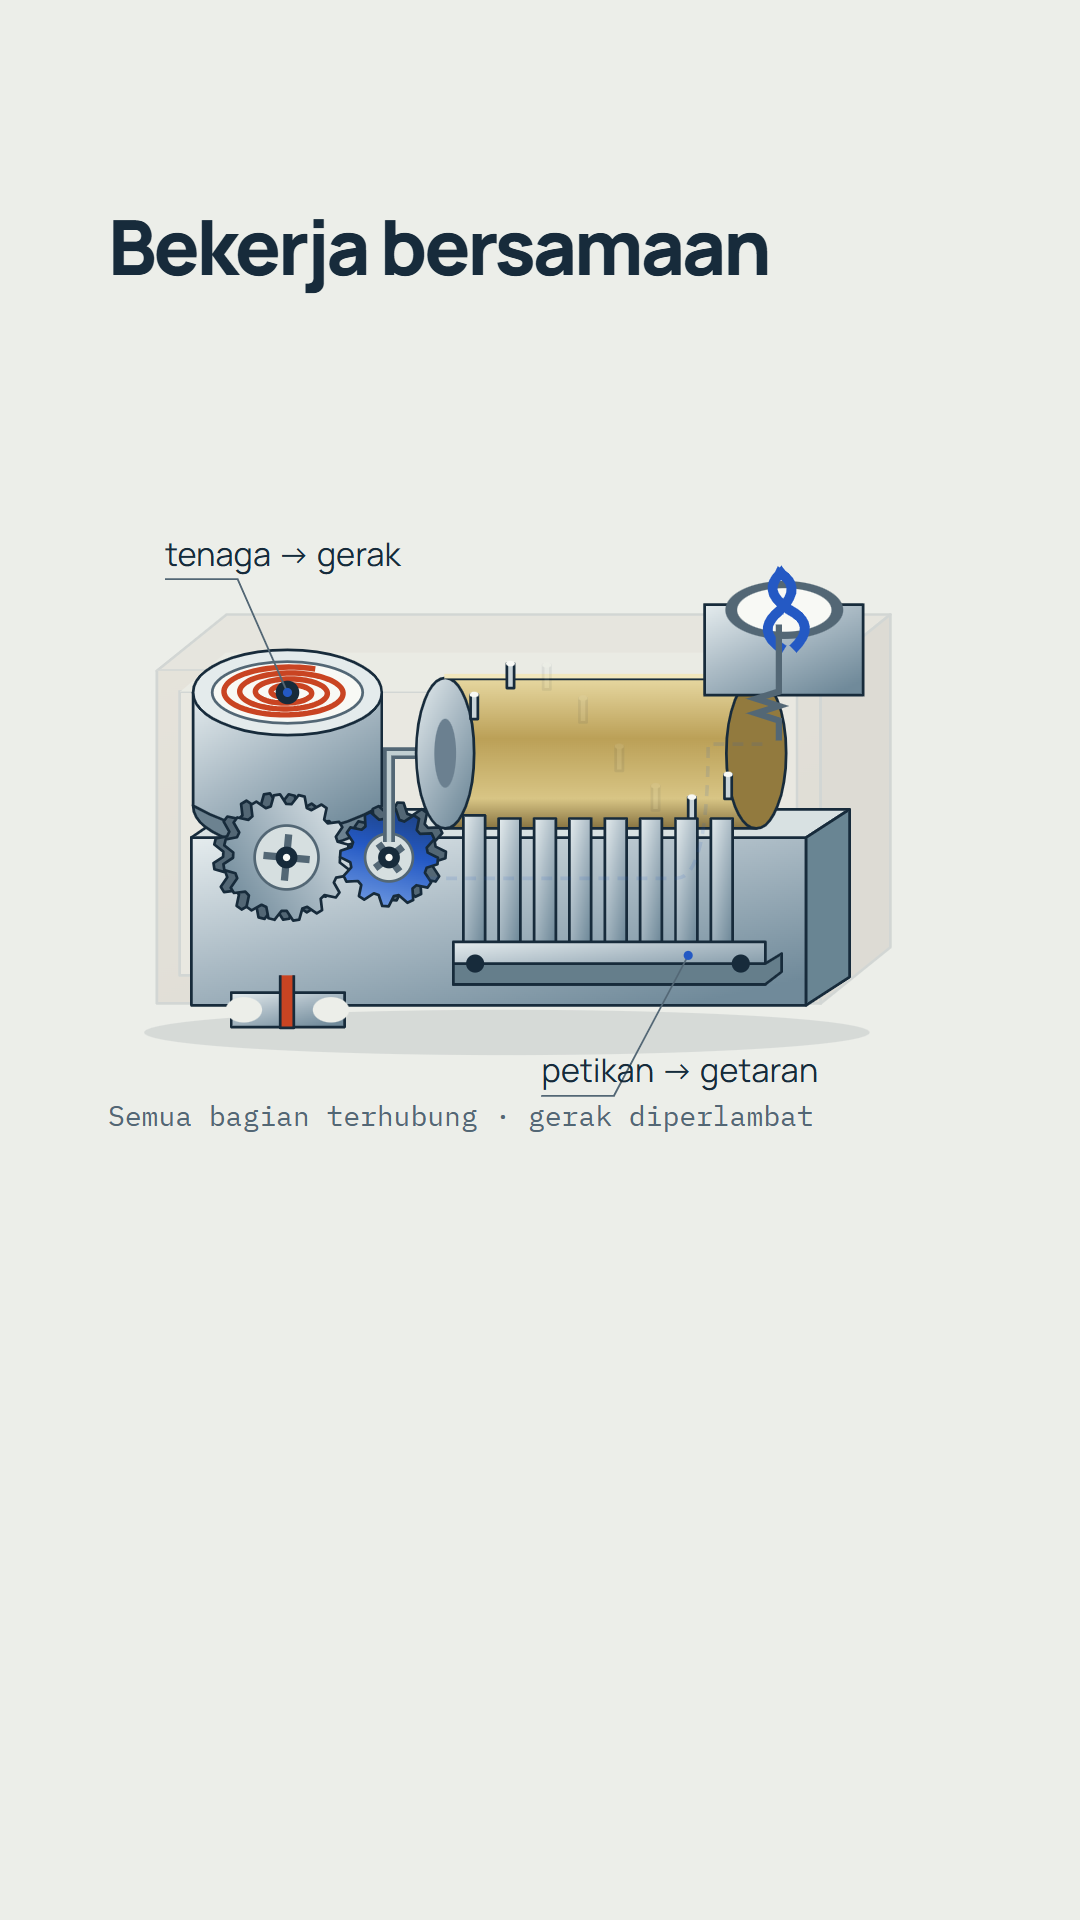 Bekerja bersamaan
tenaga → gerak
petikan → getaran
Semua bagian terhubung · gerak diperlambat